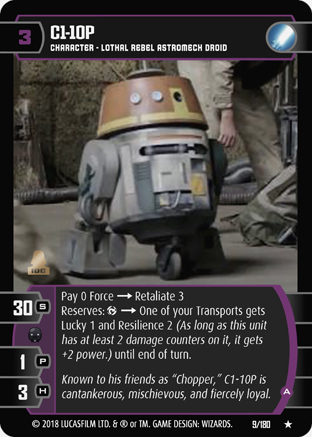 3
C1-10P
CHARACTER - LOTHAL REBEL ASTROMECH DROID
IDC
30 S
1 P
3 H
Pay 0 Force → Retaliate 3
Reserves: → One of your Transports gets
Lucky 1 and Resilience 2 (As long as this unit
has at least 2 damage counters on it, it gets
+2 power.) until end of turn.
Known to his friends as “Chopper,” C1-10P is
cantankerous, mischievous, and fiercely loyal.
A
© 2018 LUCASFILM LTD. & ® or TM. GAME DESIGN: WIZARDS.
9/180